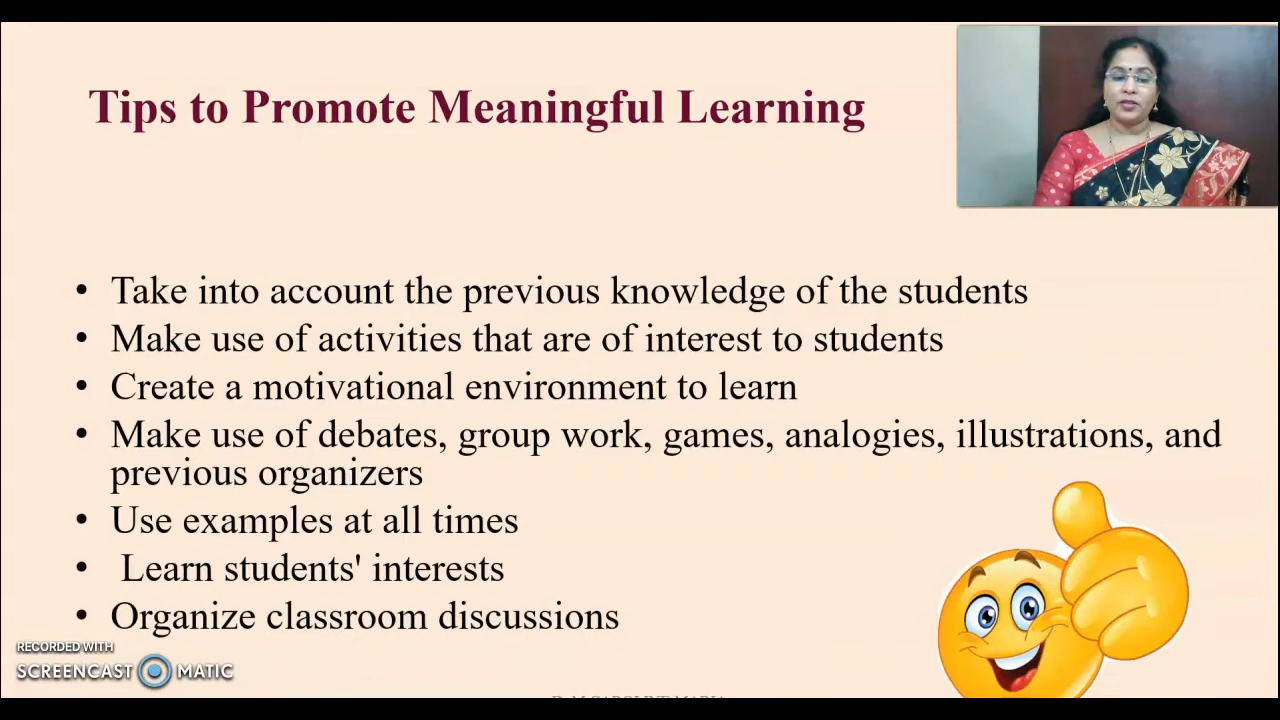 Tips to Promote Meaningful Learning
• Take into account the previous knowledge of the students
• Make use of activities that are of interest to students
• Create a motivational environment to learn
• Make use of debates, group work, games, analogies, illustrations, and
previous organizers
• Use examples at all times
• Learn students' interests
• Organize classroom discussions
RECORDED WITH
SCREENCAST MATIC